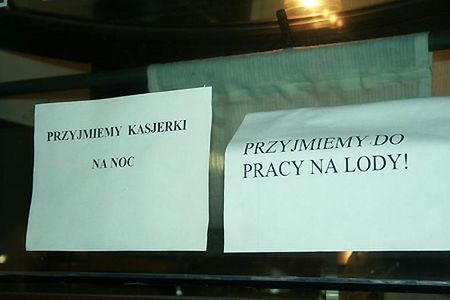 PRZYJMIEMY KASJERKI
NA NOC
PRZYJMIEMY DO
PRACY NA LODY!